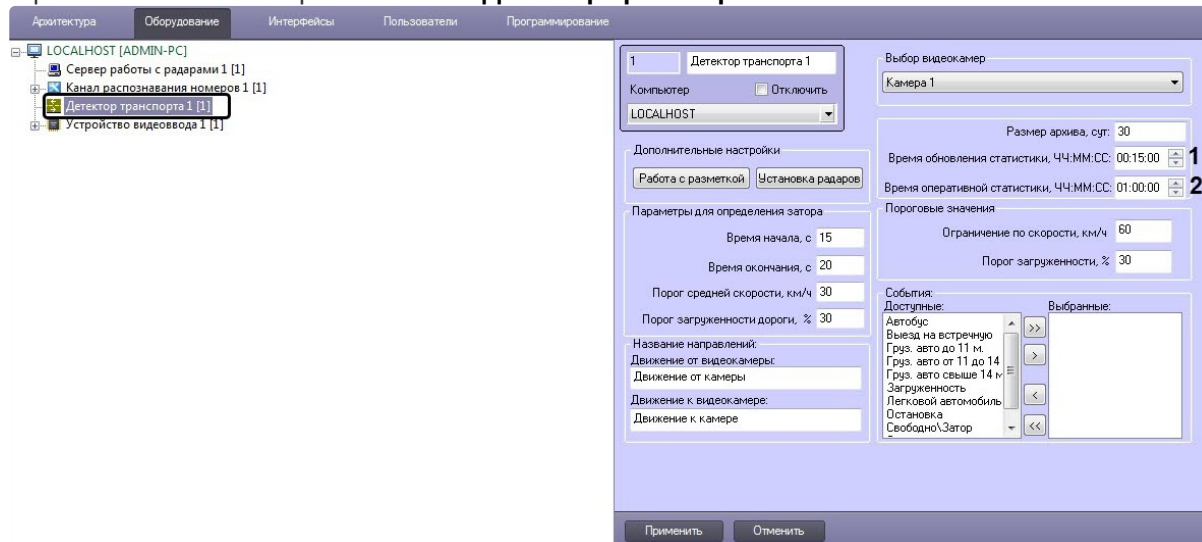 Архитектура Оборудование Интерфейсы Пользователи Программирование
LOCALHOST [ADMIN-PC]
Сервер работы с радарами 1 [1]
Канал распознавания номеров 1 [1]
Детектор транспорта 1 [1]
Устройство видеоввода 1 [1]
1 Детектор транспорта 1
Компьютер Отключить
LOCALHOST
Дополнительные настройки
Работа с разметкой Установка радаров
Параметры для определения затора
Время начала, с 15
Время окончания, с 20
Порог средней скорости, км/ч 30
Порог загруженности дороги, % 30
Название направлений:
Движение от видеокамеры:
Движение от камеры
Движение к видеокамере:
Движение к камере
Выбор видеокамер
Камера 1
Размер архива, сут: 30
Время обновления статистики, ЧЧ:ММ:СС: 00:15:00 1
Время оперативной статистики, ЧЧ:ММ:СС: 01:00:00 2
Пороговые значения
Ограничение по скорости, км/ч 60
Порог загруженности, % 30
События:
Доступные: Выбранные:
Автобус
Выезд на встречную
Груз. авто до 11 м.
Груз. авто от 11 до 14
Груз. авто свыше 14 м
Загруженность
Легковой автомобиль
Остановка
Свободно\Затор
>>
>
<
<<
Применить Отменить